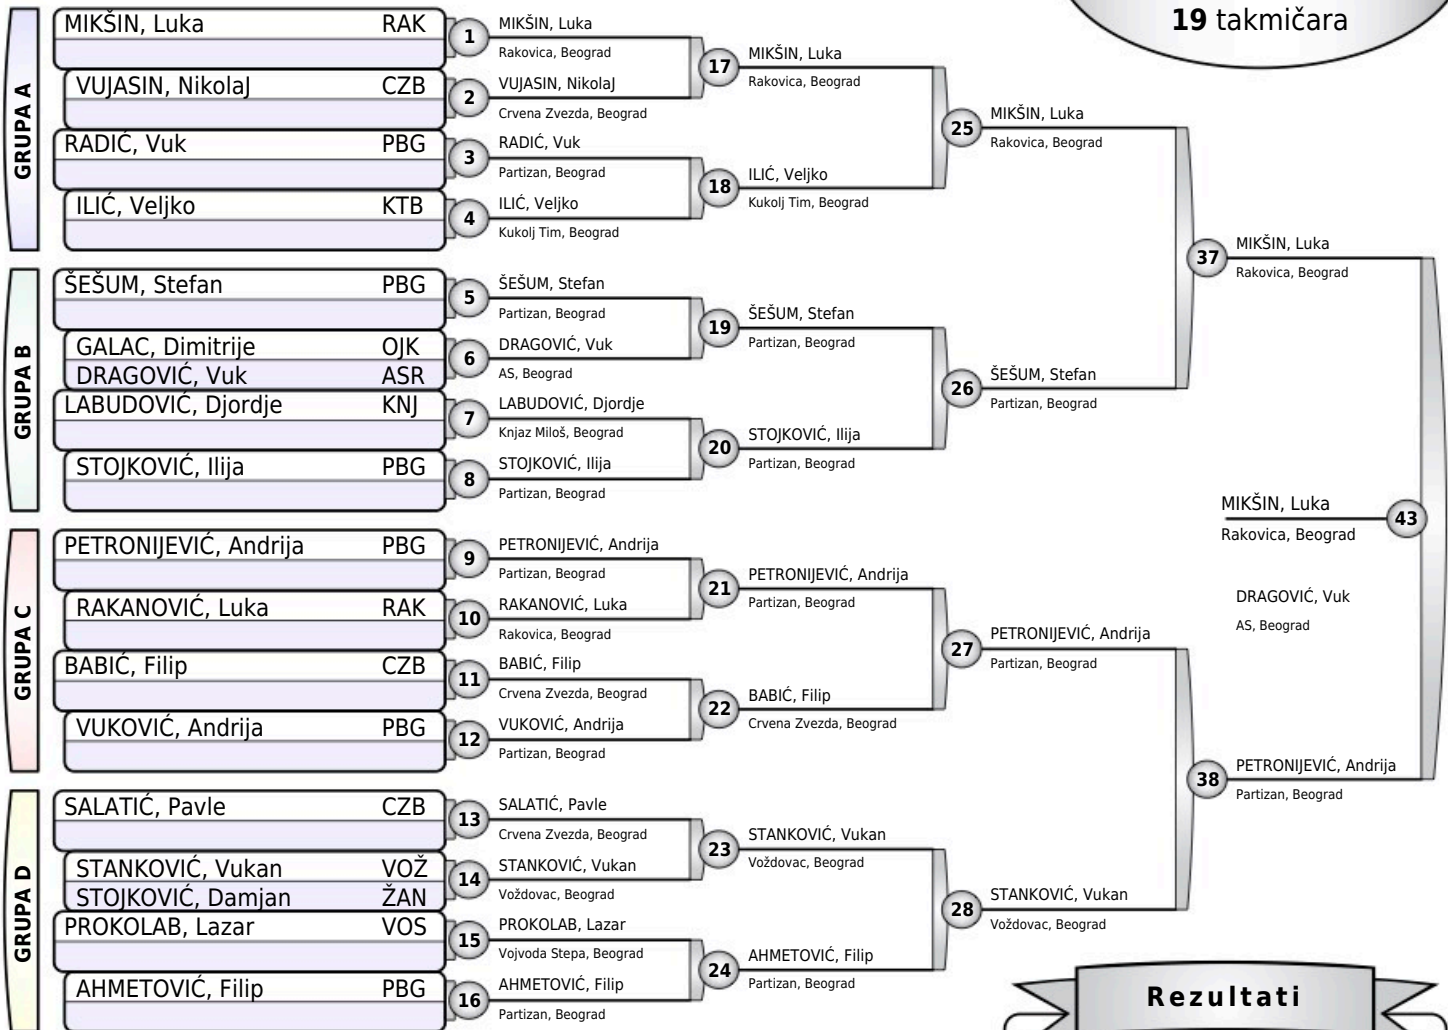 19 takmičara
GRUPA A
MIKŠIN, Luka RAK
VUJASIN, NikolaJ CZB
RADIĆ, Vuk PBG
ILIĆ, Veljko KTB
GRUPA B
ŠEŠUM, Stefan PBG
GALAC, Dimitrije OJK
DRAGOVIĆ, Vuk ASR
LABUDOVIĆ, Djordje KNJ
STOJKOVIĆ, Ilija PBG
GRUPA C
PETRONIJEVIĆ, Andrija PBG
RAKANOVIĆ, Luka RAK
BABIĆ, Filip CZB
VUKOVIĆ, Andrija PBG
GRUPA D
SALATIĆ, Pavle CZB
STANKOVIĆ, Vukan VOŽ
STOJKOVIĆ, Damjan ŽAN
PROKOLAB, Lazar VOS
AHMETOVIĆ, Filip PBG
1 MIKŠIN, Luka
Rakovica, Beograd
2 VUJASIN, NikolaJ
Crvena Zvezda, Beograd
3 RADIĆ, Vuk
Partizan, Beograd
4 ILIĆ, Veljko
Kukolj Tim, Beograd
5 ŠEŠUM, Stefan
Partizan, Beograd
6 DRAGOVIĆ, Vuk
AS, Beograd
7 LABUDOVIĆ, Djordje
Knjaz Miloš, Beograd
8 STOJKOVIĆ, Ilija
Partizan, Beograd
9 PETRONIJEVIĆ, Andrija
Partizan, Beograd
10 RAKANOVIĆ, Luka
Rakovica, Beograd
11 BABIĆ, Filip
Crvena Zvezda, Beograd
12 VUKOVIĆ, Andrija
Partizan, Beograd
13 SALATIĆ, Pavle
Crvena Zvezda, Beograd
14 STANKOVIĆ, Vukan
Voždovac, Beograd
15 PROKOLAB, Lazar
Vojvoda Stepa, Beograd
16 AHMETOVIĆ, Filip
Partizan, Beograd
17 MIKŠIN, Luka
Rakovica, Beograd
18 ILIĆ, Veljko
Kukolj Tim, Beograd
19 ŠEŠUM, Stefan
Partizan, Beograd
20 STOJKOVIĆ, Ilija
Partizan, Beograd
21 PETRONIJEVIĆ, Andrija
Partizan, Beograd
22 BABIĆ, Filip
Crvena Zvezda, Beograd
23 STANKOVIĆ, Vukan
Voždovac, Beograd
24 AHMETOVIĆ, Filip
Partizan, Beograd
25 MIKŠIN, Luka
Rakovica, Beograd
26 ŠEŠUM, Stefan
Partizan, Beograd
27 PETRONIJEVIĆ, Andrija
Partizan, Beograd
28 STANKOVIĆ, Vukan
Voždovac, Beograd
37 MIKŠIN, Luka
Rakovica, Beograd
38 PETRONIJEVIĆ, Andrija
Partizan, Beograd
MIKŠIN, Luka 43
Rakovica, Beograd
DRAGOVIĆ, Vuk
AS, Beograd
Rezultati